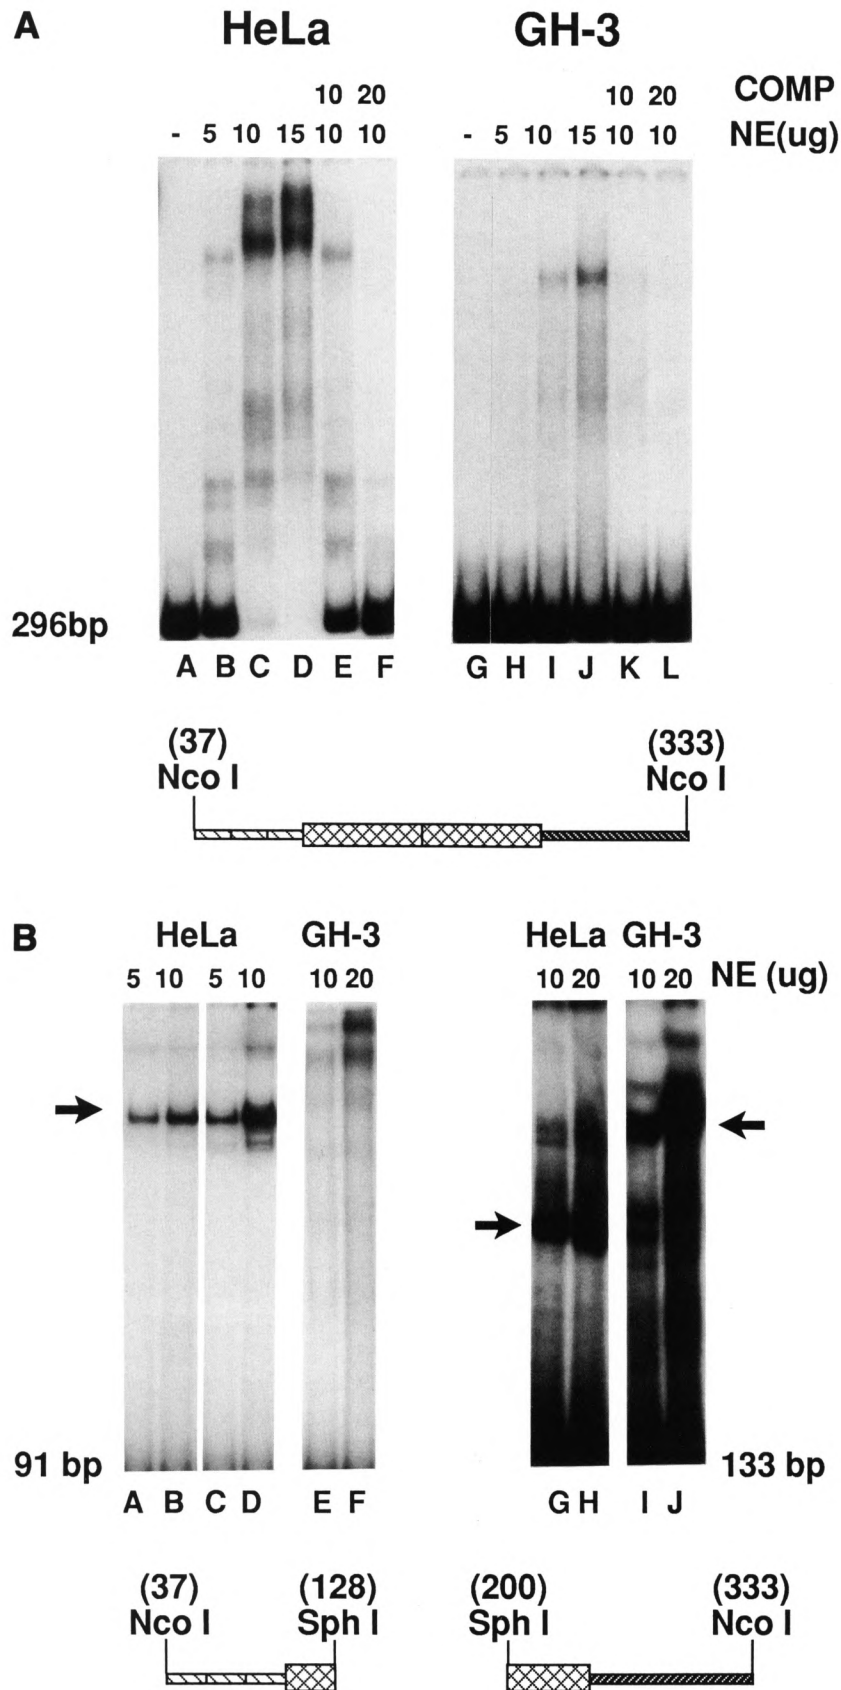 A HeLa GH-3
10 20 10 20 COMP
- 5 10 15 10 10 - 5 10 15 10 10 NE(ug)
296bp
A B C D E F G H I J K L
(37) (333)
Nco I Nco I
B HeLa GH-3 HeLa GH-3
5 10 5 10 10 20 10 20 10 20 NE (ug)
91 bp 133 bp
A B C D E F G H I J
(37) (128) (200) (333)
Nco I Sph I Sph I Nco I